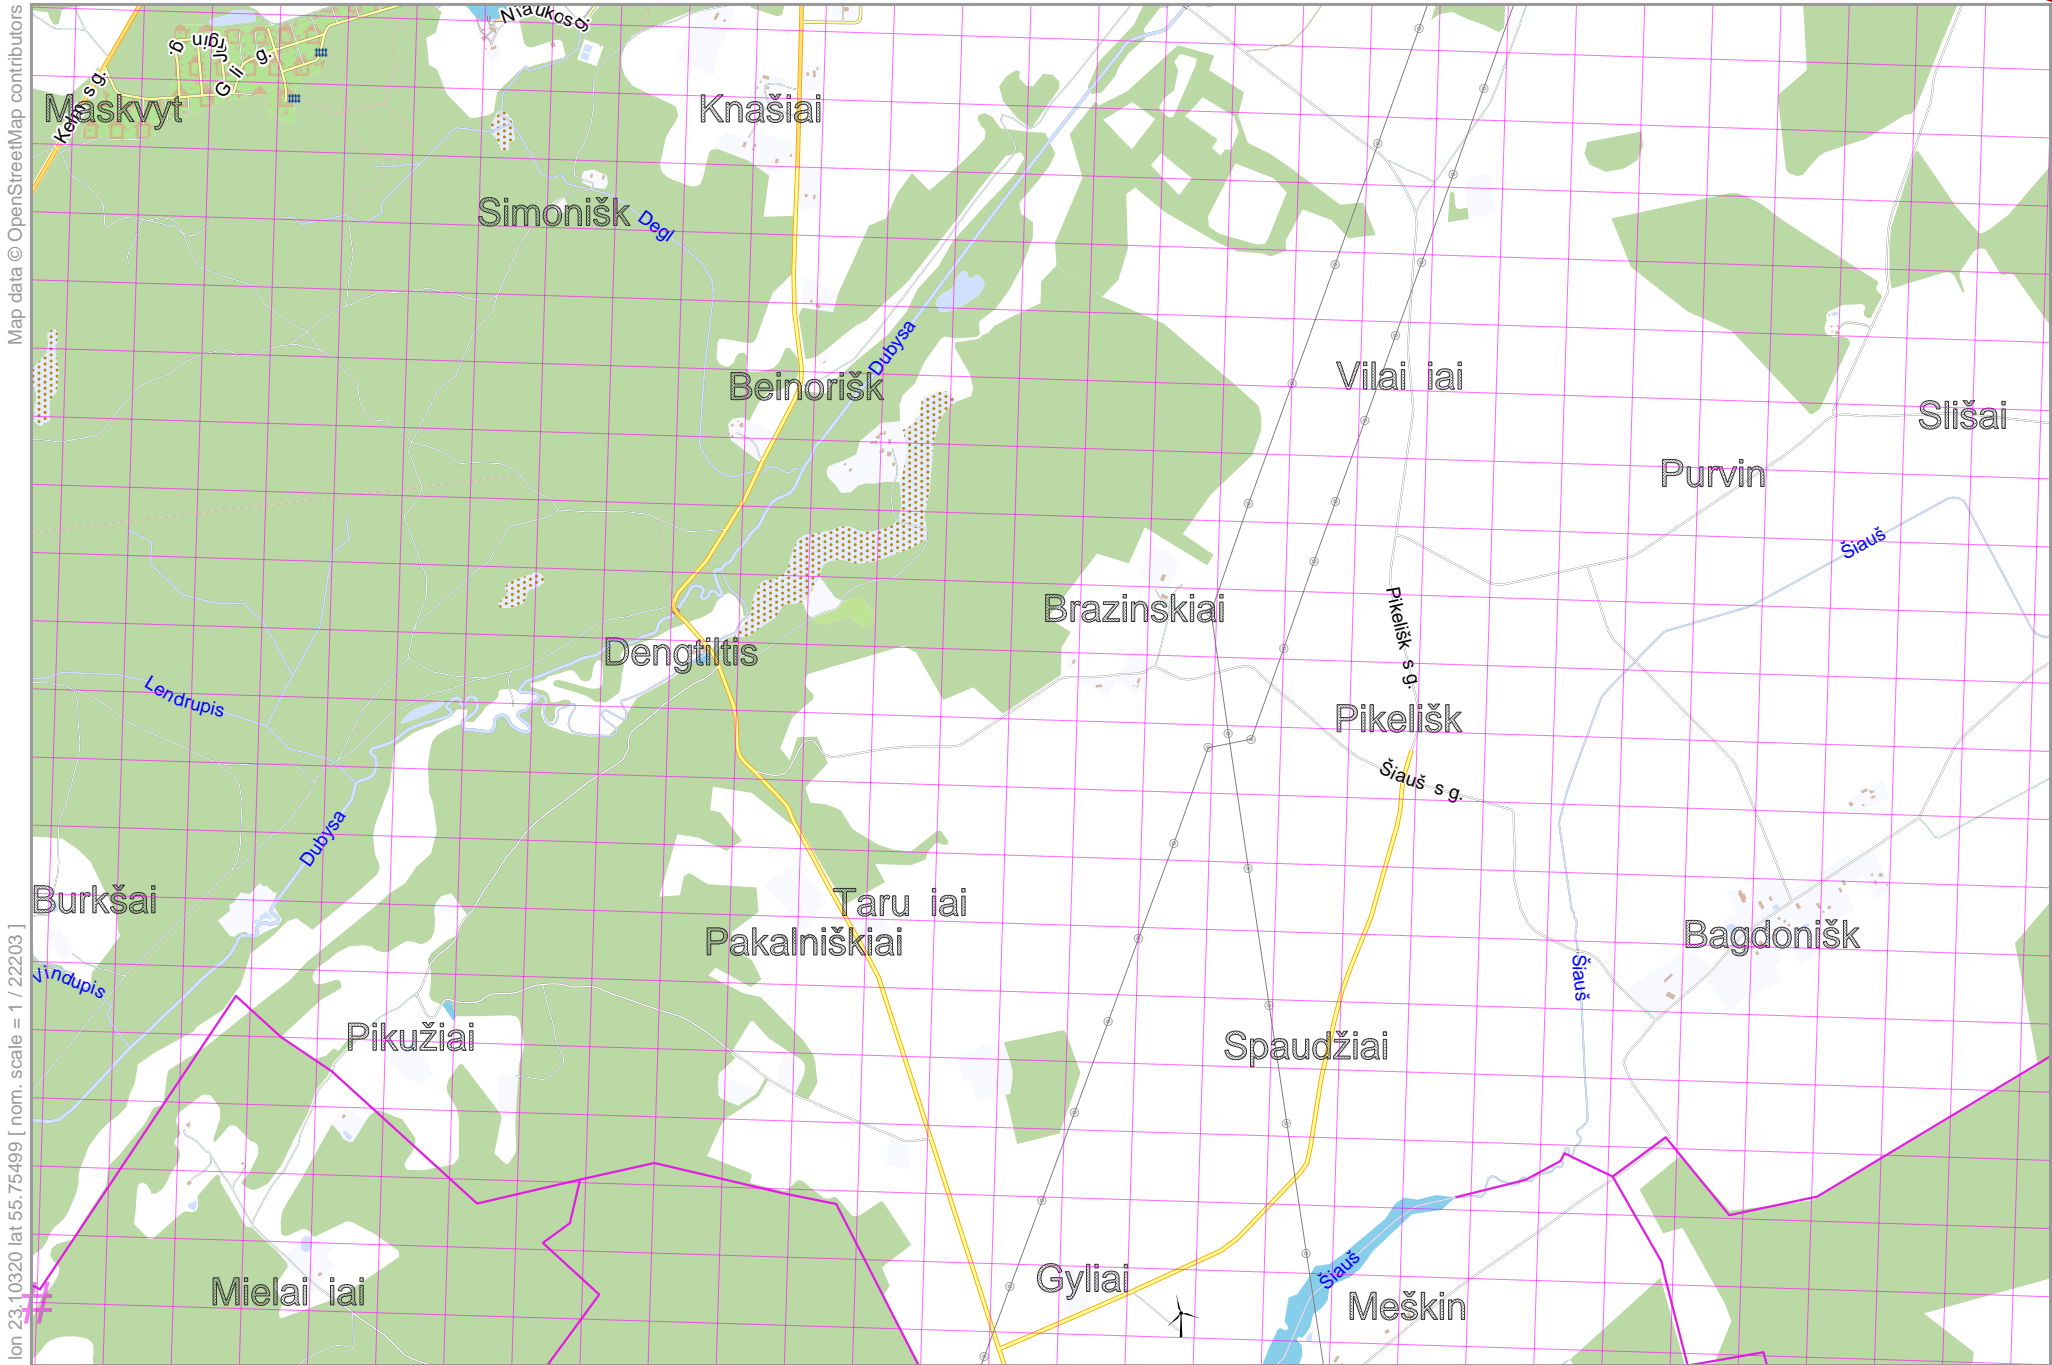 Map data © OpenStreetMap contributors
lon 23.10320 lat 55.75499 [ nom. scale = 1 / 22203 ]
Niaukos g.
Maskvyt
Knašiai
Simonišk
Degl
Dubysa
Beinorišk
Vilai iai
Slišai
Purvin
Šiauš
Brazinskiai
Pikelišk s g.
Dengtiltis
Lendrupis
Pikelišk
Šiauš s g.
Dubysa
Burkšai
Taru iai
Pakalniškiai
Bagdonišk
Šiauš
Vindupis
Pikužiai
Spaudžiai
Šiauš
Gyliai
Mielai iai
Meškin